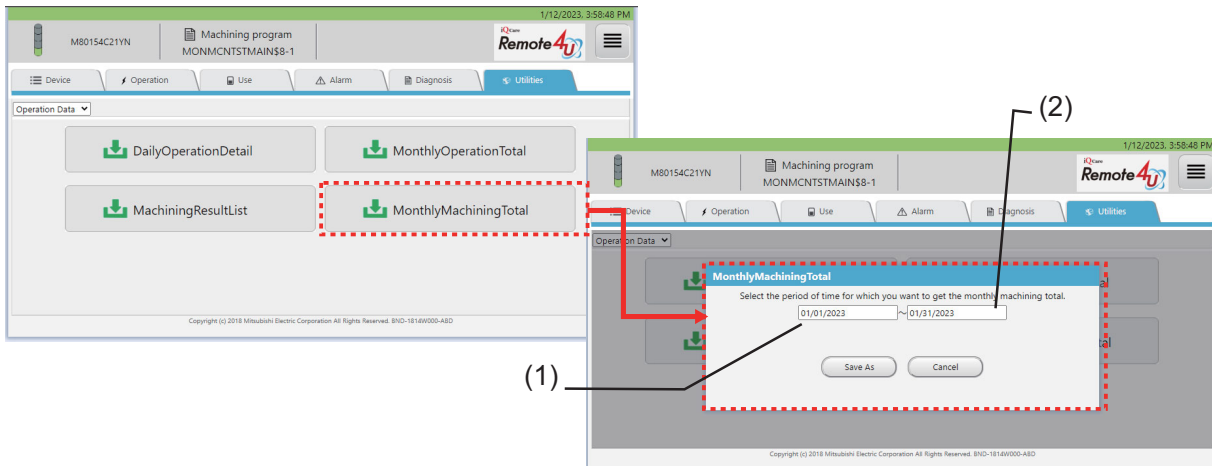 1/12/2023, 3:58:48 PM
M80154C21YN
Machining program
MONMCNTSTMAIN$8-1
iQ Care
Remote4U
Device
Operation
Use
Alarm
Diagnosis
Utilities
Operation Data
DailyOperationDetail
MonthlyOperationTotal
MachiningResultList
MonthlyMachiningTotal
Copyright (c) 2018 Mitsubishi Electric Corporation All Rights Reserved. BND-1814W000-ABD
(2)
1/12/2023, 3:58:48 PM
M80154C21YN
Machining program
MONMCNTSTMAIN$8-1
iQ Care
Remote4U
Device
Operation
Use
Alarm
Diagnosis
Utilities
Operation Data
MonthlyMachiningTotal
Select the period of time for which you want to get the monthly machining total.
01/01/2023 ~ 01/31/2023
Save As
Cancel
(1)
Copyright (c) 2018 Mitsubishi Electric Corporation All Rights Reserved. BND-1814W000-ABD